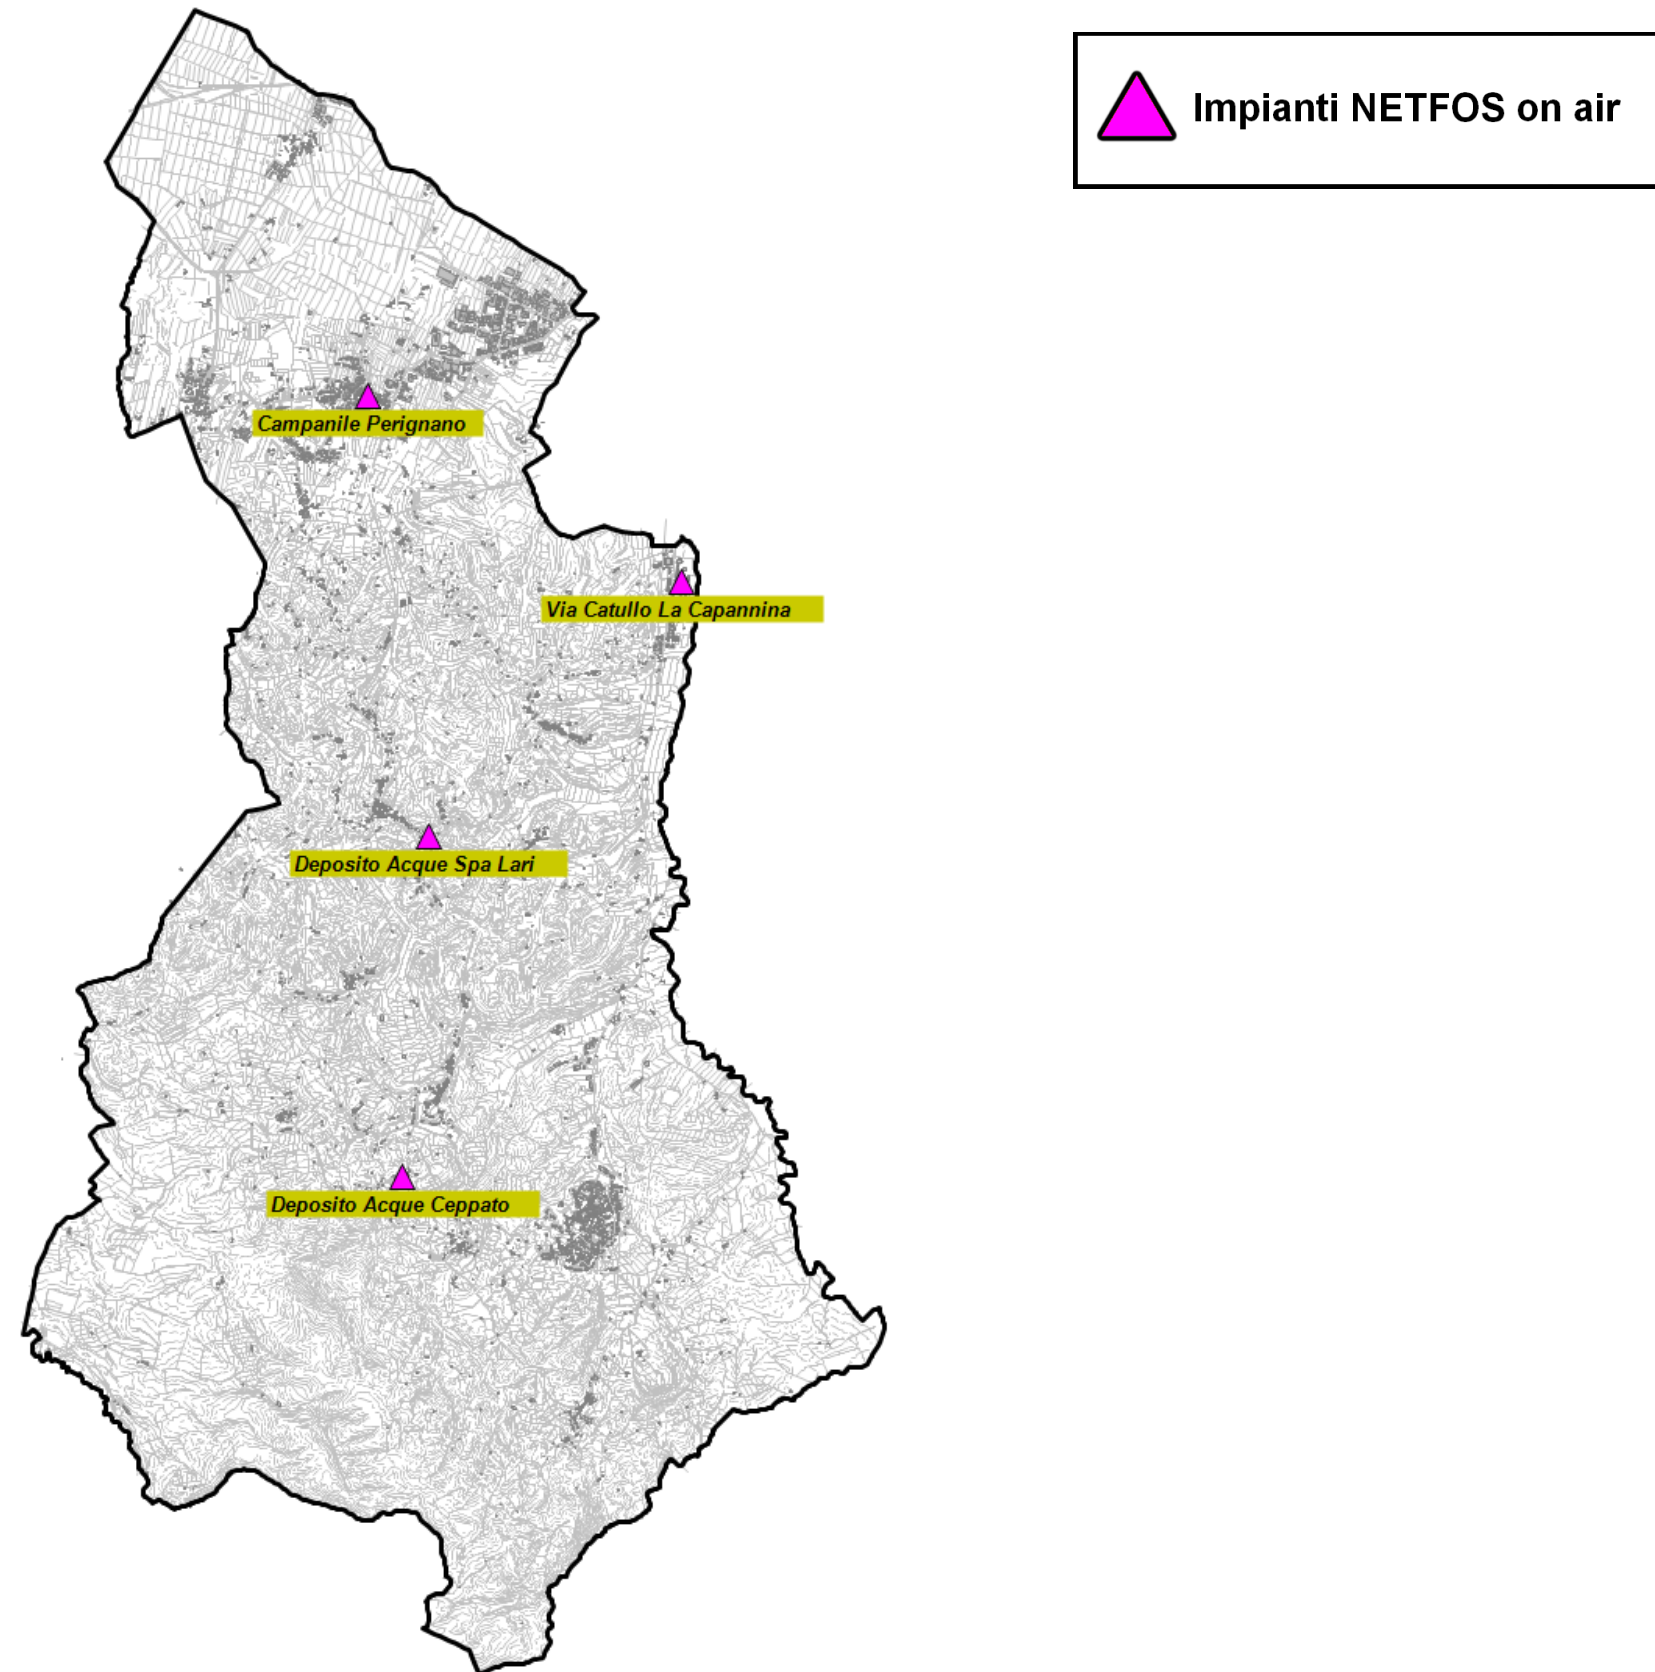 Impianti NETFOS on air
Campanile Perignano
Via Catullo La Capannina
Deposito Acque Spa Lari
Deposito Acque Ceppato